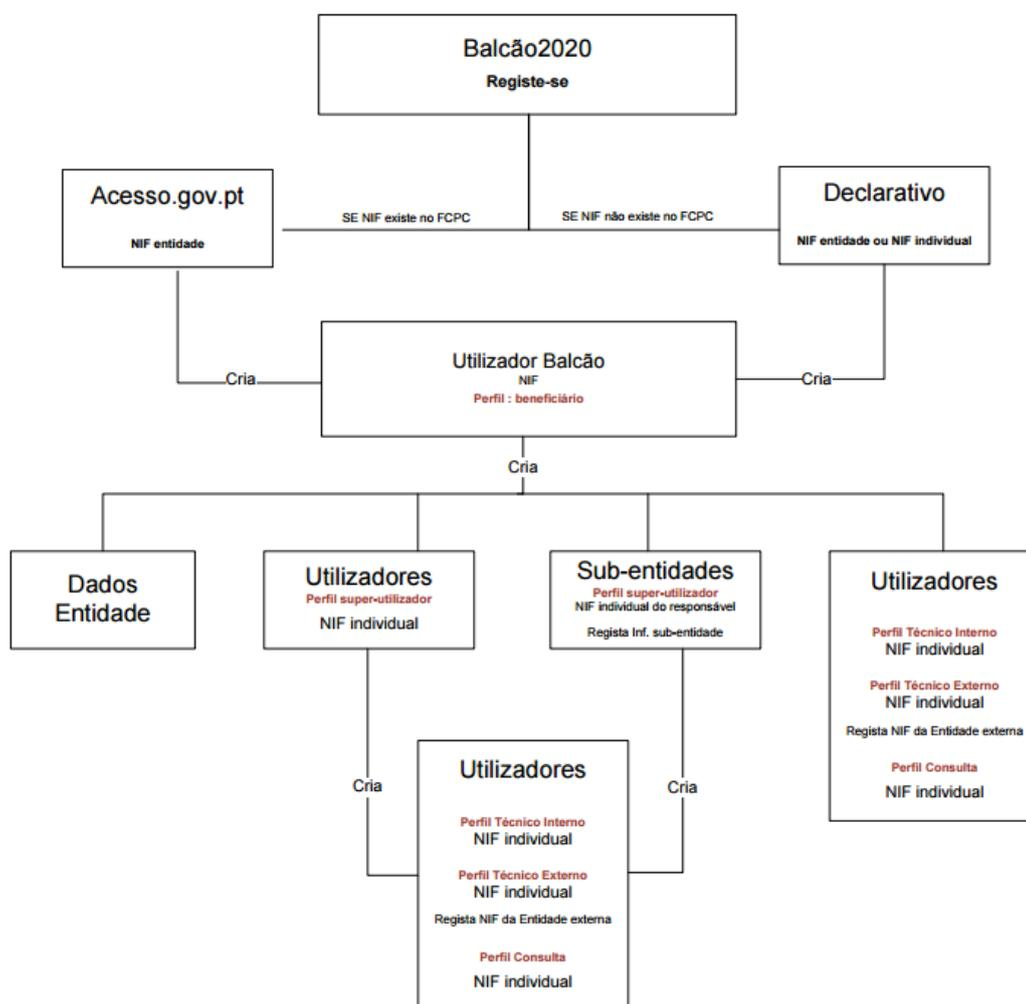 Balcão2020
Registe-se
Acesso.gov.pt
NIF entidade
SE NIF existe no FCPC
SE NIF não existe no FCPC
Declarativo
NIF entidade ou NIF individual
Utilizador Balcão
NIF
Perfil : beneficiário
Cria
Cria
Cria
Dados
Entidade
Utilizadores
Perfil super-utilizador
NIF individual
Sub-entidades
Perfil super-utilizador
NIF individual do responsável
Regista Inf. sub-entidade
Utilizadores
Perfil Técnico Interno
NIF individual
Perfil Técnico Externo
NIF individual
Regista NIF da Entidade externa
Perfil Consulta
NIF individual
Cria
Cria
Utilizadores
Perfil Técnico Interno
NIF individual
Perfil Técnico Externo
NIF individual
Regista NIF da Entidade externa
Perfil Consulta
NIF individual